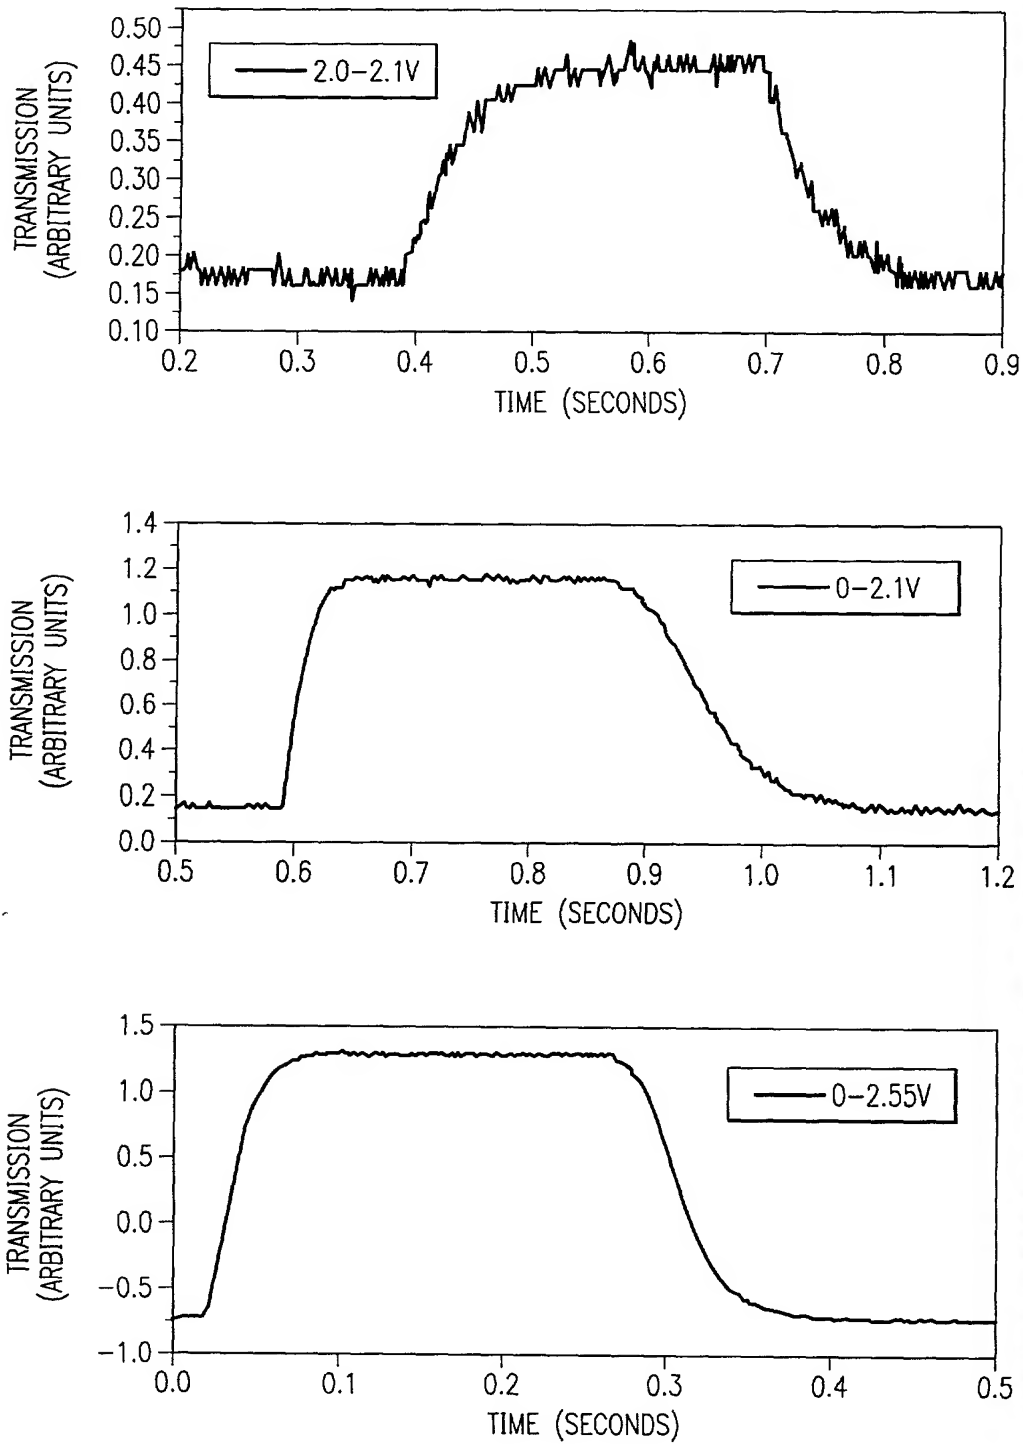 TRANSMISSION
(ARBITRARY UNITS)
0.50
0.45
0.40
0.35
0.30
0.25
0.20
0.15
0.10
2.0-2.1V
0.2 0.3 0.4 0.5 0.6 0.7 0.8 0.9
TIME (SECONDS)
TRANSMISSION
(ARBITRARY UNITS)
1.4
1.2
1.0
0.8
0.6
0.4
0.2
0.0
0-2.1V
0.5 0.6 0.7 0.8 0.9 1.0 1.1 1.2
TIME (SECONDS)
TRANSMISSION
(ARBITRARY UNITS)
1.5
1.0
0.5
0.0
-0.5
-1.0
0-2.55V
0.0 0.1 0.2 0.3 0.4 0.5
TIME (SECONDS)